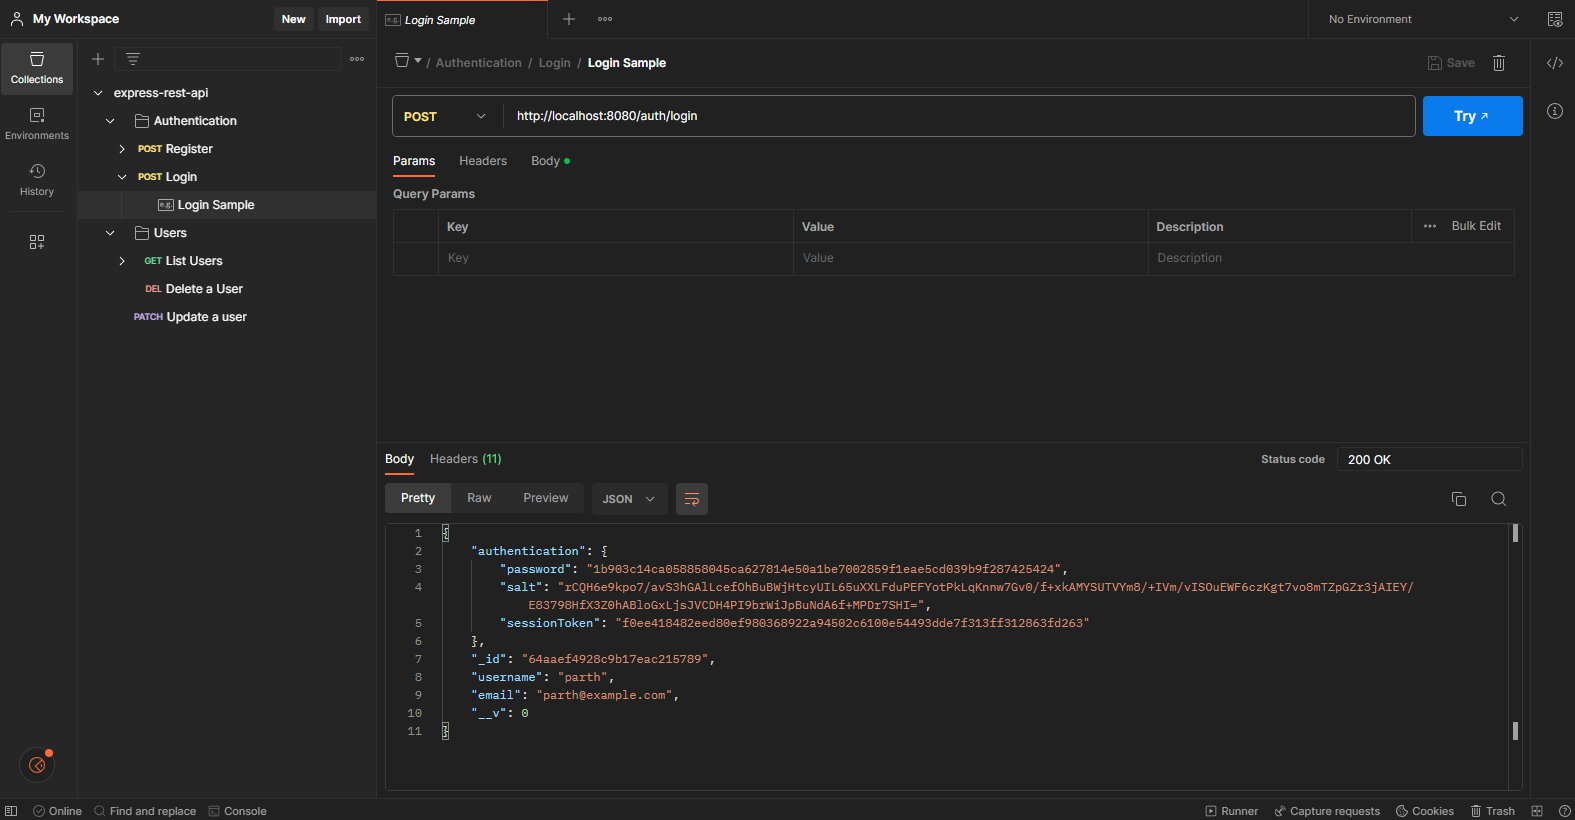 My Workspace
New
Import
Login Sample
No Environment
Collections
Environments
History
express-rest-api
Authentication
POST Register
POST Login
e.g. Login Sample
Users
GET List Users
DEL Delete a User
PATCH Update a user
/ Authentication / Login / Login Sample
Save
POST
http://localhost:8080/auth/login
Try
Params
Headers
Body
Query Params
Key
Value
Description
Bulk Edit
Key
Value
Description
Body
Headers (11)
Status code
200 OK
Pretty
Raw
Preview
JSON
1 {
2 "authentication": {
3 "password": "1b903c14ca058858045ca627814e50a1be7002859f1eae5cd039b9f287425424",
4 "salt": "rCQH6e9kpo7/avS3hGAlLcefOhBuBWjHtcyUIL65uXXLFduPEFYotPkLqKnnw7Gv0/f+xkAMYSUTVYm8/+IVm/vISOuEWF6czKgt7vo8mTZpGZr3jAIEY/
E83798HfX3Z0hABloGxLjsJVCDH4PI9brWiJpBuNdA6f+MPDr7SHI=",
5 "sessionToken": "f0ee418482eed80ef980368922a94502c6100e54493dde7f313ff312863fd263"
6 },
7 "_id": "64aaef4928c9b17eac215789",
8 "username": "parth",
9 "email": "parth@example.com",
10 "__v": 0
11 }
Online
Find and replace
Console
Runner
Capture requests
Cookies
Trash